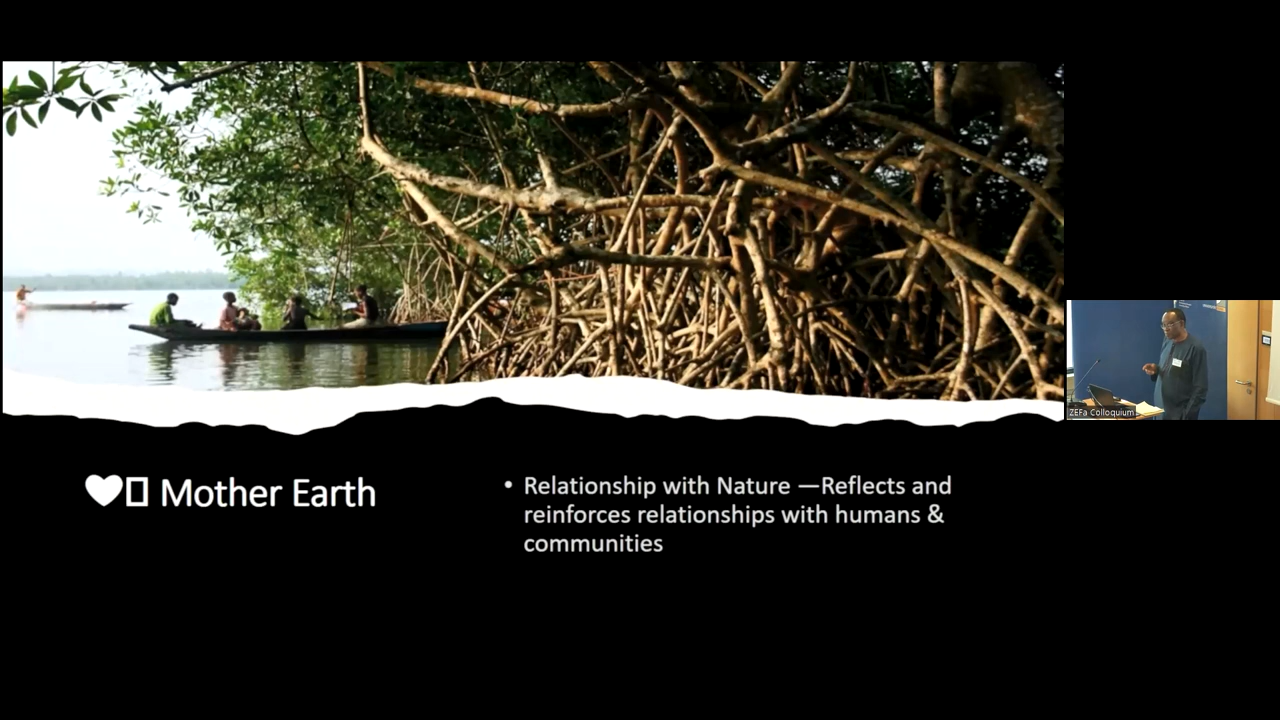 ❤▯ Mother Earth
• Relationship with Nature —Reflects and
reinforces relationships with humans &
communities
ZEFa Colloquium